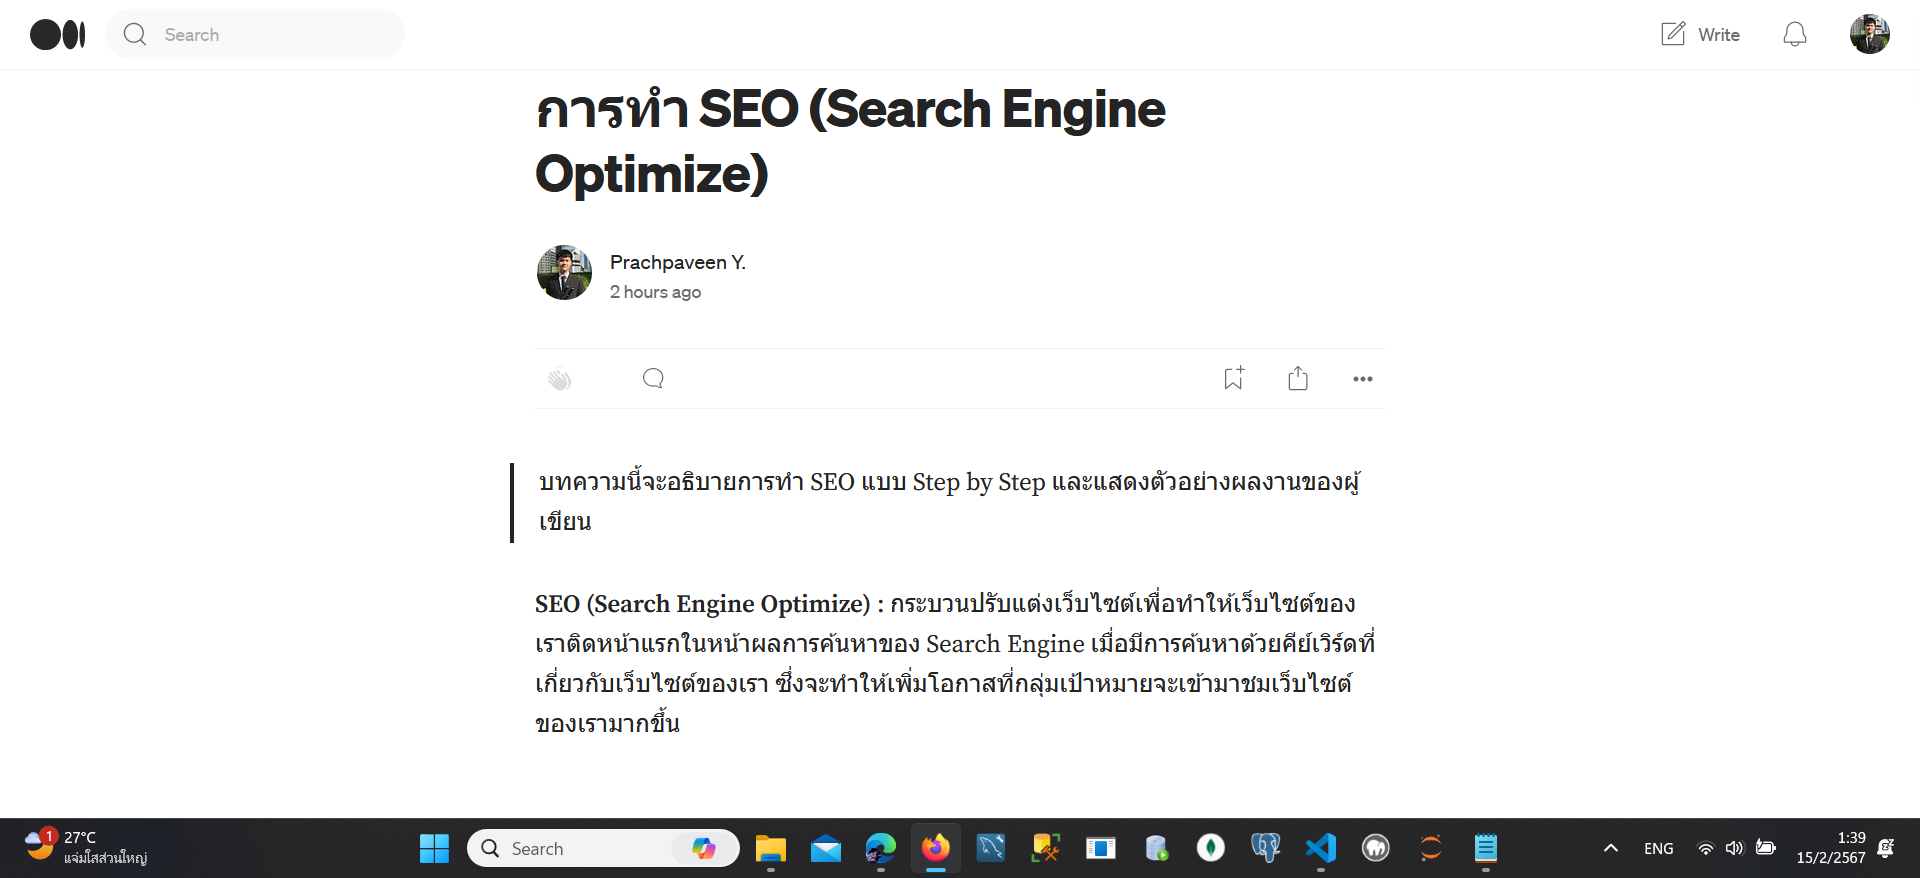 Search
Write
การทำ SEO (Search Engine
Optimize)
Prachpaveen Y.
2 hours ago
บทความนี้จะอธิบายการทำ SEO แบบ Step by Step และแสดงตัวอย่างผลงานของผู้
เขียน
SEO (Search Engine Optimize) : กระบวนปรับแต่งเว็บไซต์เพื่อทำให้เว็บไซต์ของ
เราติดหน้าแรกในหน้าผลการค้นหาของ Search Engine เมื่อมีการค้นหาด้วยคีย์เวิร์ดที่
เกี่ยวกับเว็บไซต์ของเรา ซึ่งจะทำให้เพิ่มโอกาสที่กลุ่มเป้าหมายจะเข้ามาชมเว็บไซต์
ของเรามากขึ้น
1
27°C
แจ่มใสส่วนใหญ่
Search
ENG
1:39
15/2/2567